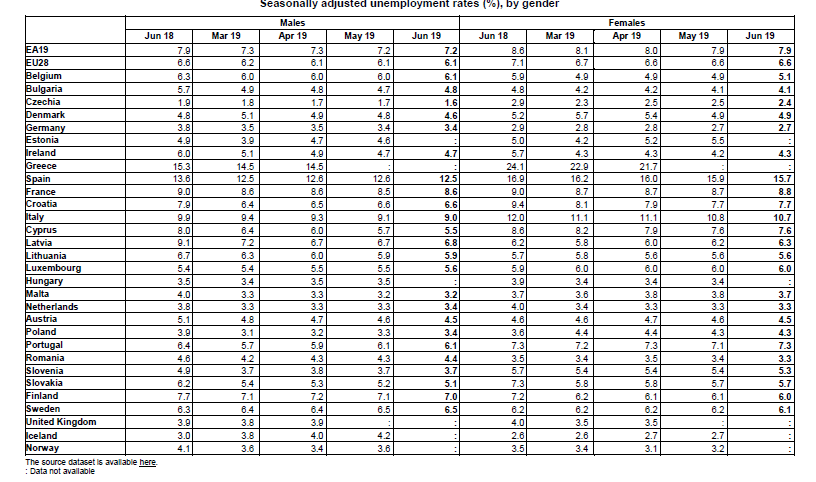 Seasonally adjusted unemployment rates (%), by gender
Males Females
Jun 18 Mar 19 Apr 19 May 19 Jun 19 Jun 18 Mar 19 Apr 19 May 19 Jun 19
EA19 7.9 7.3 7.3 7.2 7.2 8.6 8.1 8.0 7.9 7.9
EU28 6.6 6.2 6.1 6.1 6.1 7.1 6.7 6.6 6.6 6.6
Belgium 6.3 6.0 6.0 6.0 6.1 5.9 4.9 4.9 4.9 5.1
Bulgaria 5.7 4.9 4.8 4.7 4.8 4.8 4.2 4.2 4.1 4.1
Czechia 1.9 1.8 1.7 1.7 1.6 2.9 2.3 2.5 2.5 2.4
Denmark 4.8 5.1 4.9 4.8 4.6 5.2 5.7 5.4 4.9 4.9
Germany 3.8 3.5 3.5 3.4 3.4 2.9 2.8 2.8 2.7 2.7
Estonia 4.9 3.9 4.7 4.6 : 5.0 4.2 5.2 5.5 :
Ireland 6.0 5.1 4.9 4.7 4.7 5.7 4.3 4.3 4.2 4.3
Greece 15.3 14.5 14.5 : : 24.1 22.9 21.7 : :
Spain 13.6 12.5 12.6 12.6 12.5 16.9 16.2 16.0 15.9 15.7
France 9.0 8.6 8.6 8.5 8.6 9.0 8.7 8.7 8.7 8.8
Croatia 7.9 6.4 6.5 6.6 6.6 9.4 8.1 7.9 7.7 7.7
Italy 9.9 9.4 9.3 9.1 9.0 12.0 11.1 11.1 10.8 10.7
Cyprus 8.0 6.4 6.0 5.7 5.5 8.6 8.2 7.9 7.6 7.6
Latvia 9.1 7.2 6.7 6.7 6.8 6.2 5.8 6.0 6.2 6.3
Lithuania 6.7 6.3 6.0 5.9 5.9 5.7 5.8 5.6 5.6 5.6
Luxembourg 5.4 5.4 5.5 5.5 5.6 5.9 6.0 6.0 6.0 6.0
Hungary 3.5 3.4 3.5 3.5 : 3.9 3.4 3.4 3.4 :
Malta 4.0 3.3 3.3 3.2 3.2 3.7 3.6 3.8 3.8 3.7
Netherlands 3.8 3.3 3.3 3.3 3.4 4.0 3.4 3.3 3.3 3.3
Austria 5.1 4.8 4.7 4.6 4.5 4.6 4.6 4.7 4.6 4.5
Poland 3.9 3.1 3.2 3.3 3.4 3.6 4.4 4.4 4.3 4.3
Portugal 6.4 5.7 5.9 6.1 6.1 7.3 7.2 7.3 7.1 7.3
Romania 4.6 4.2 4.3 4.3 4.4 3.5 3.4 3.5 3.4 3.3
Slovenia 4.9 3.7 3.8 3.7 3.7 5.7 5.4 5.4 5.4 5.3
Slovakia 6.2 5.4 5.3 5.2 5.1 7.3 5.8 5.8 5.7 5.7
Finland 7.7 7.1 7.2 7.1 7.0 7.2 6.2 6.1 6.1 6.0
Sweden 6.3 6.4 6.4 6.5 6.5 6.2 6.2 6.2 6.2 6.1
United Kingdom 3.9 3.8 3.9 : : 4.0 3.5 3.5 : :
Iceland 3.0 3.8 4.0 4.2 : 2.6 2.6 2.7 2.7 :
Norway 4.1 3.6 3.4 3.6 : 3.5 3.4 3.1 3.2 :
The source dataset is available here.
: Data not available